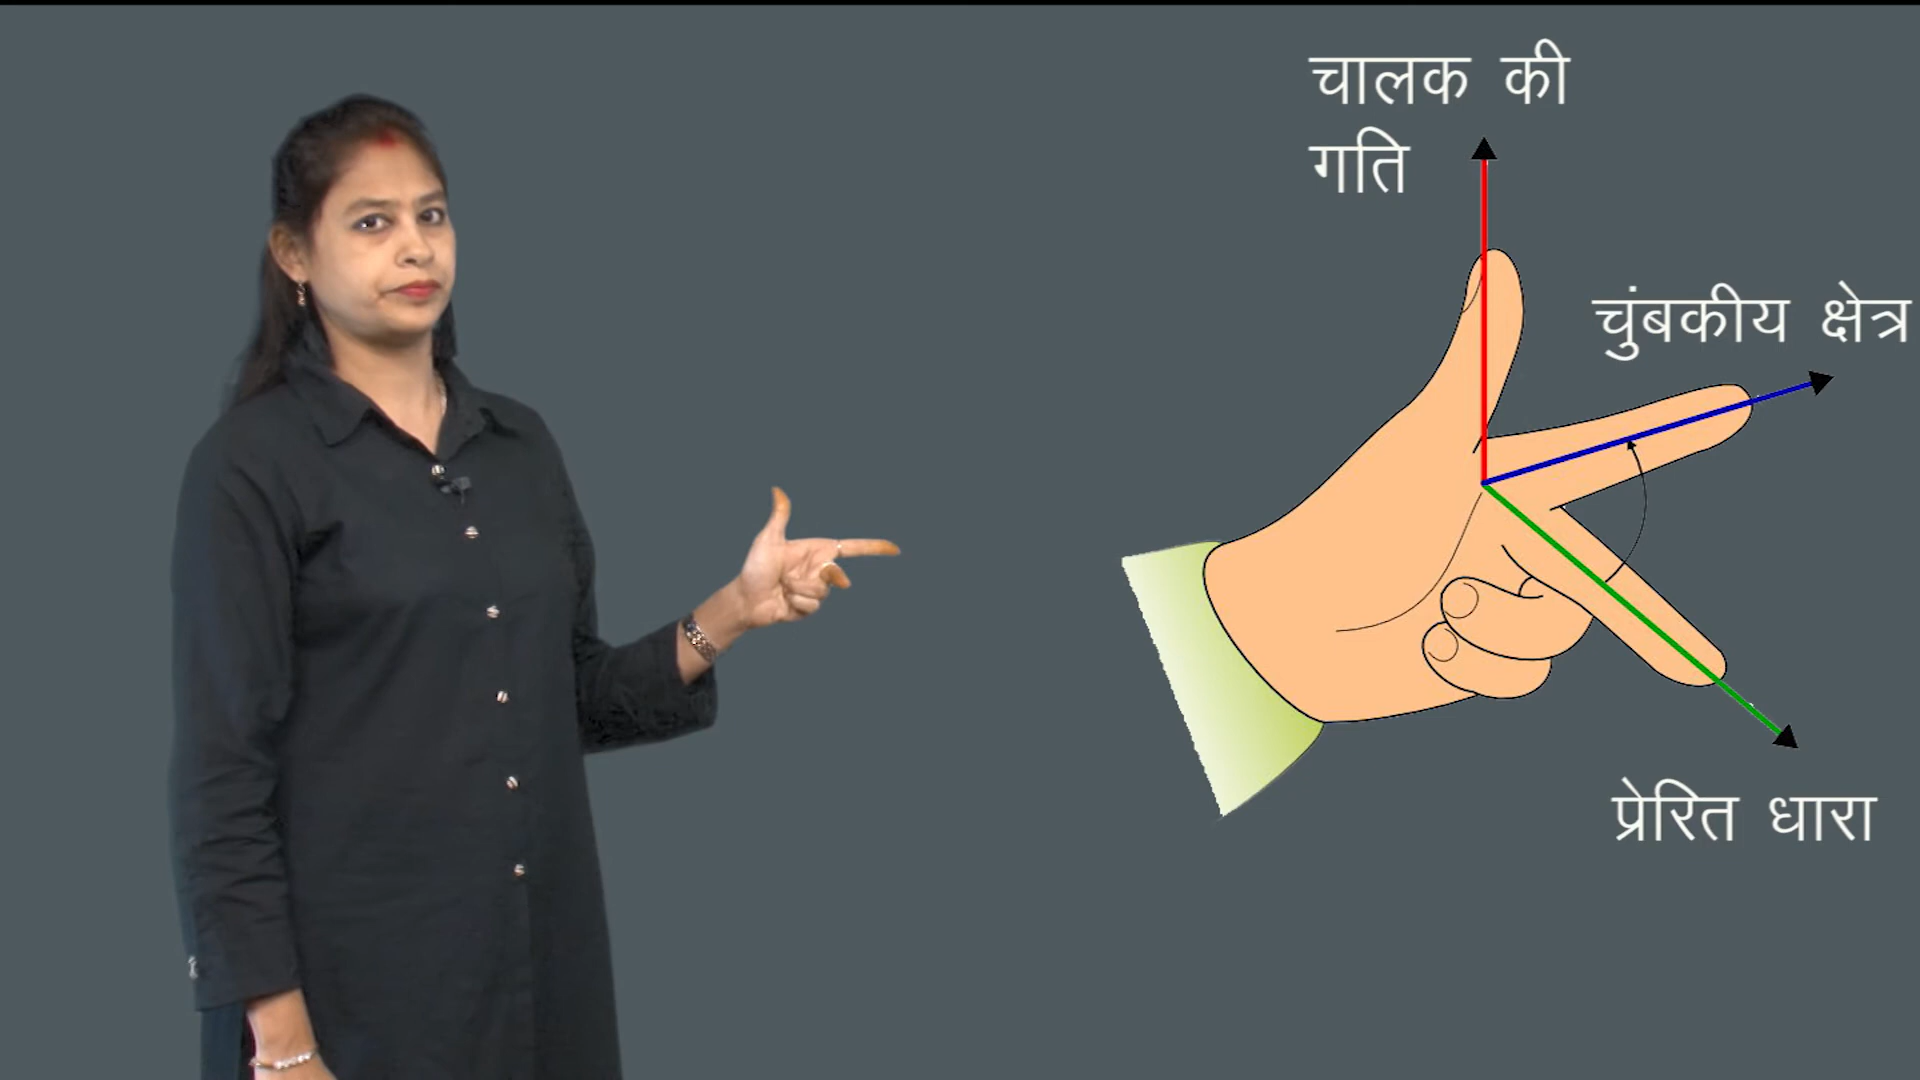 चालक की
गति
चुंबकीय क्षेत्र
प्रेरित धारा